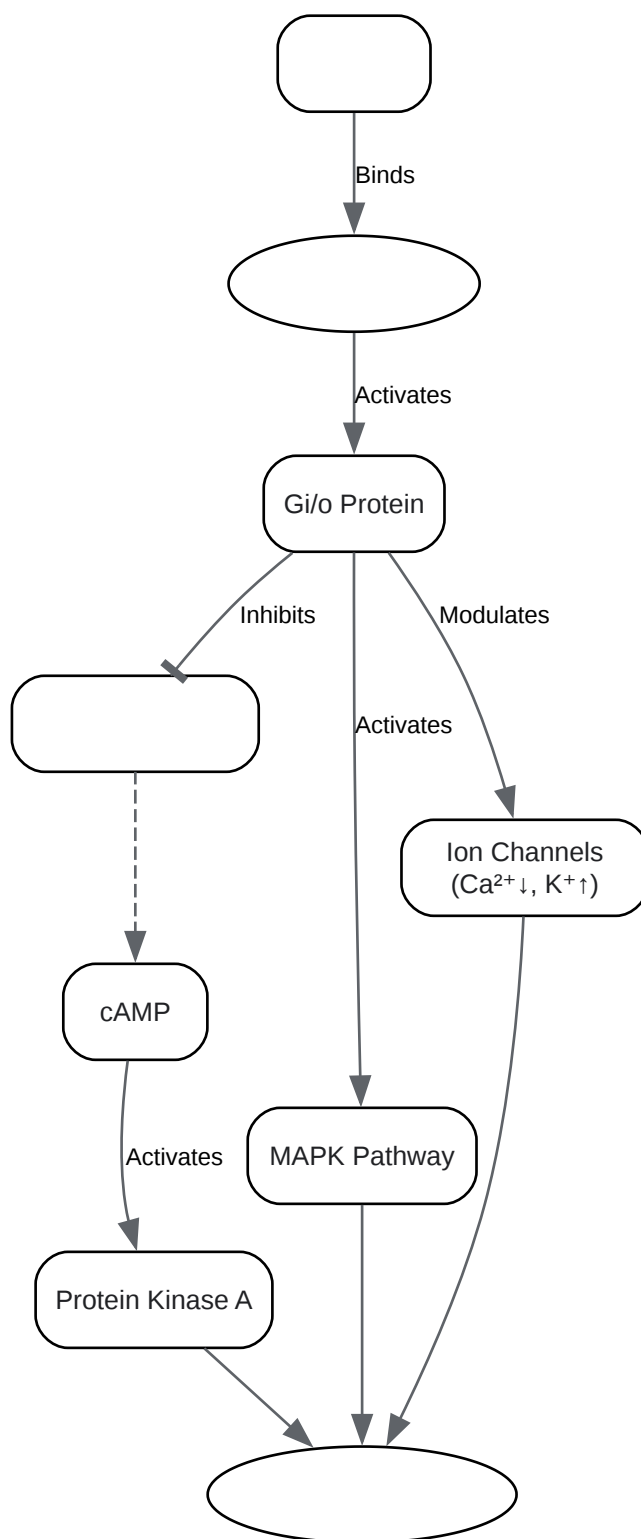 Binds
Activates
Gi/o Protein
Inhibits
Modulates
Activates
Ion Channels
(Ca²⁺↓, K⁺↑)
cAMP
Activates
MAPK Pathway
Protein Kinase A